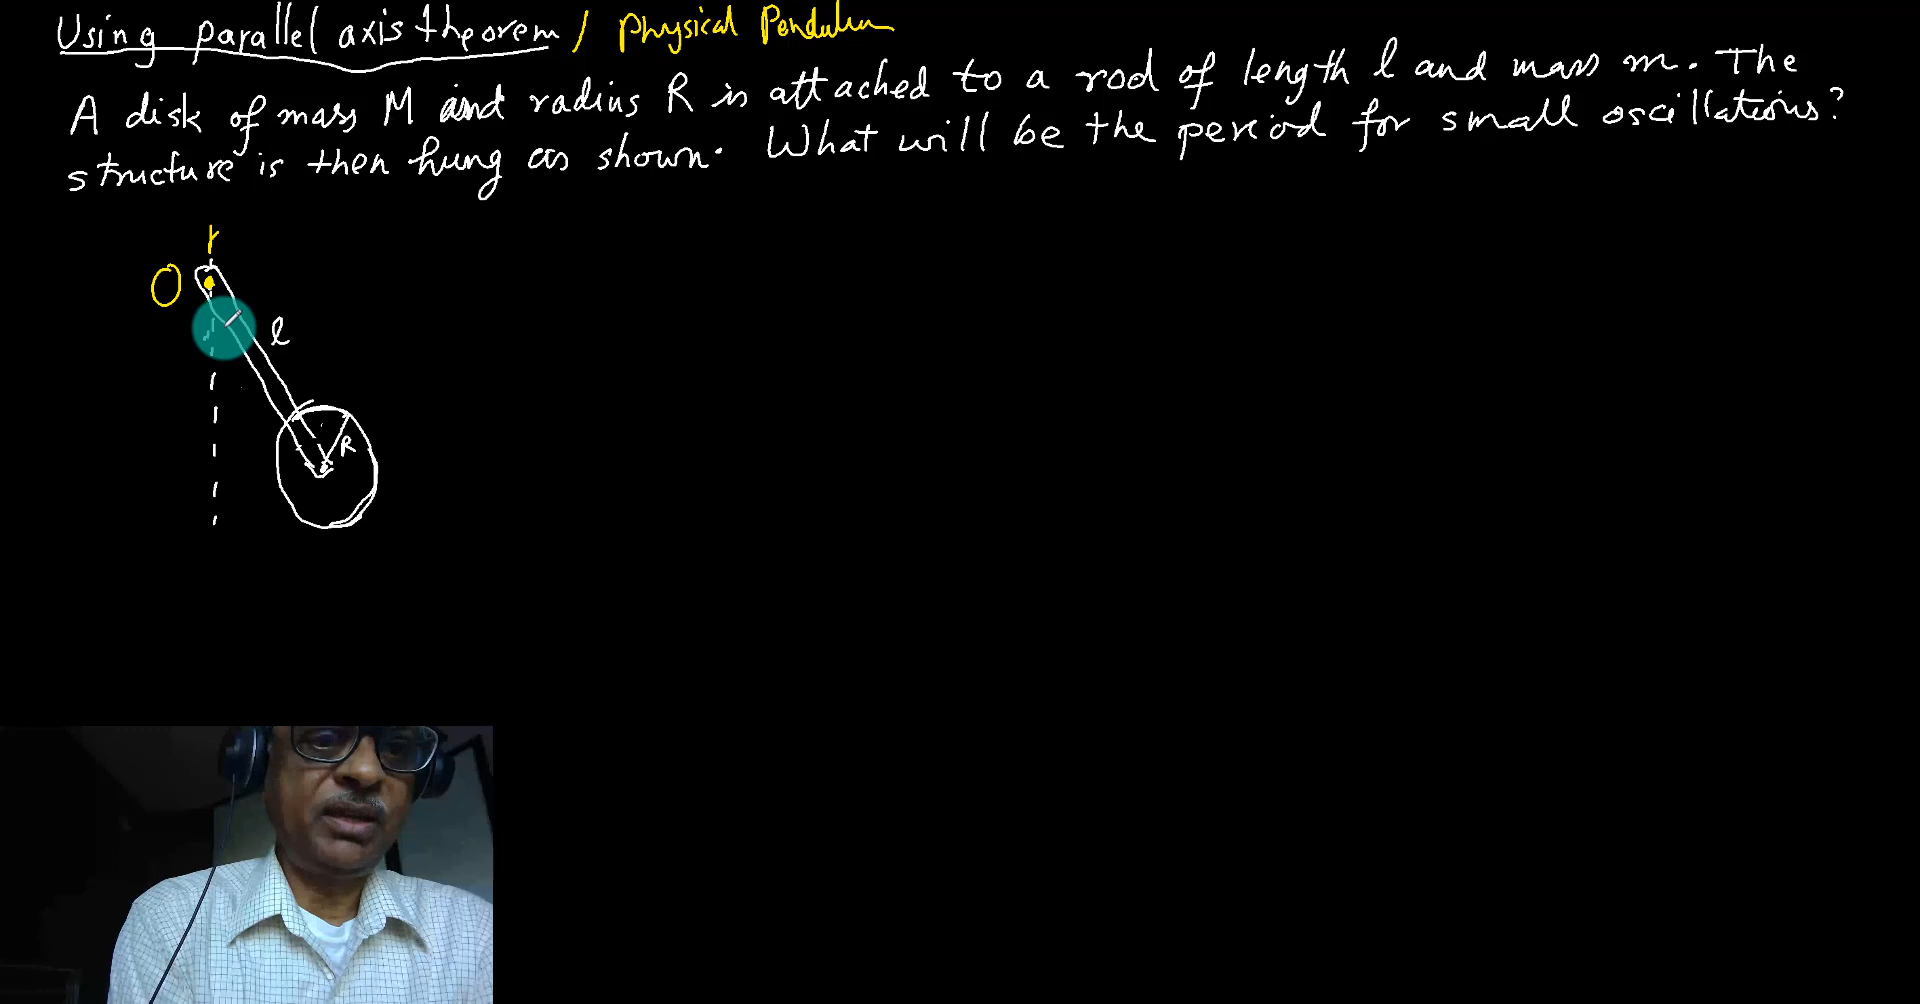 Using parallel axis theorem / Physical Pendulum
A disk of mass M and radius R is attached to a rod of length l and mass m. The
structure is then hung as shown. What will be the period for small oscillations?
O
l
R